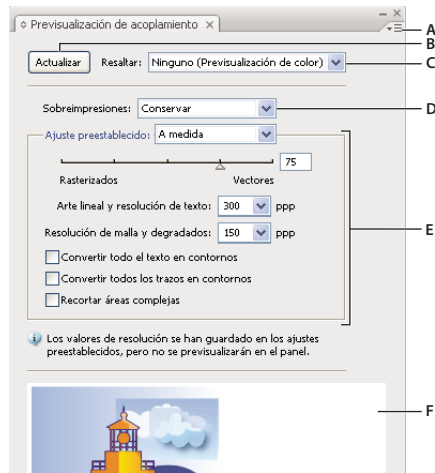 Previsualización de acoplamiento
A
B
Actualizar Resaltar: Ninguno (Previsualización de color) C
Sobreimpresiones: Conservar D
Ajuste preestablecido: A medida
75
Rasterizados Vectores
Arte lineal y resolución de texto: 300 ppp
E
Resolución de malla y degradados: 150 ppp
Convertir todo el texto en contornos
Convertir todos los trazos en contornos
Recortar áreas complejas
Los valores de resolución se han guardado en los ajustes
preestablecidos, pero no se previsualizarán en el panel.
F